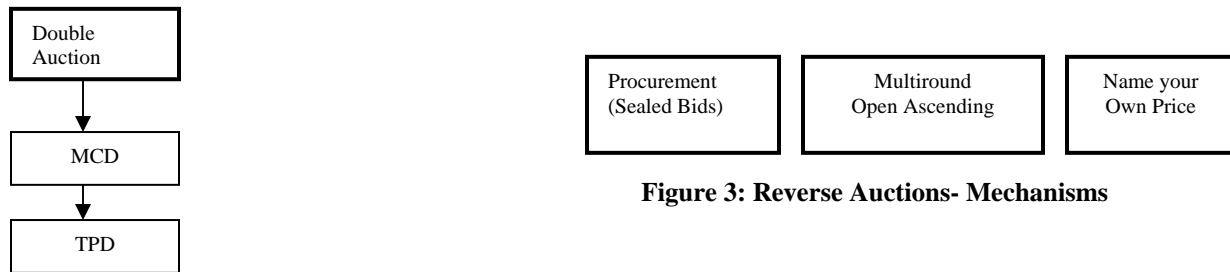 Double
Auction
MCD
TPD
Procurement
(Sealed Bids)
Multiround
Open Ascending
Name your
Own Price
Figure 3: Reverse Auctions- Mechanisms